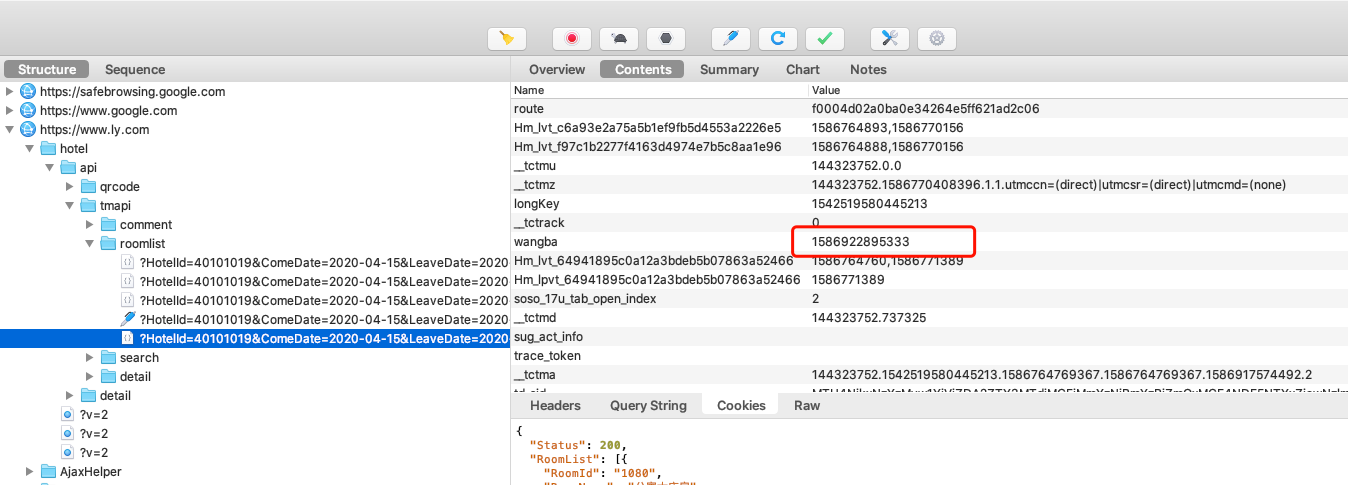 Structure Sequence
https://safebrowsing.google.com
https://www.google.com
https://www.ly.com
hotel
api
qrcode
tmapi
comment
roomlist
?HotelId=40101019&ComeDate=2020-04-15&LeaveDate=2020
?HotelId=40101019&ComeDate=2020-04-15&LeaveDate=2020
?HotelId=40101019&ComeDate=2020-04-15&LeaveDate=2020
?HotelId=40101019&ComeDate=2020-04-15&LeaveDate=2020
?HotelId=40101019&ComeDate=2020-04-15&LeaveDate=2020
search
detail
detail
?v=2
?v=2
?v=2
AjaxHelper
Overview Contents Summary Chart Notes
Name Value
route f0004d02a0ba0e34264e5ff621ad2c06
Hm_lvt_c6a93e2a75a5b1ef9fb5d4553a2226e5 1586764893,1586770156
Hm_lvt_f97c1b2277f4163d4974e7b5c8aa1e96 1586764888,1586770156
__tctmu 144323752.0.0
__tctmz 144323752.1586770408396.1.1.utmccn=(direct)|utmcsr=(direct)|utmcmd=(none)
longKey 1542519580445213
__tctrack 0
wangba 1586922895333
Hm_lvt_64941895c0a12a3bdeb5b07863a52466 1586764760,1586771389
Hm_lpvt_64941895c0a12a3bdeb5b07863a52466 1586771389
soso_17u_tab_open_index 2
__tctmd 144323752.737325
sug_act_info
trace_token
__tctma 144323752.1542519580445213.1586764769367.1586764769367.1586917574492.2
Headers Query String Cookies Raw
{
"Status": 200,
"RoomList": [{
"RoomId": "1080",